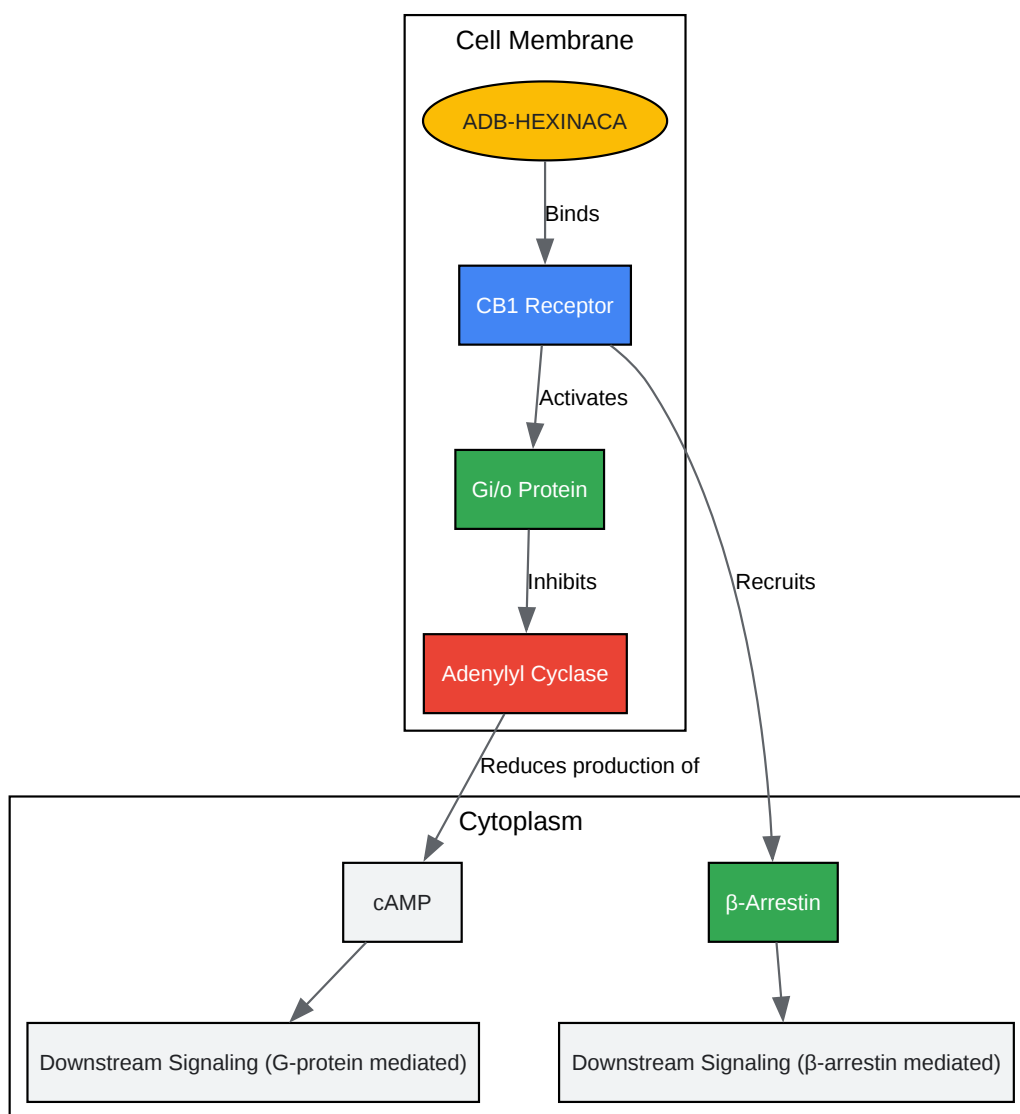 Cell Membrane
ADB-HEXINACA
Binds
CB1 Receptor
Activates
Gi/o Protein
Inhibits
Recruits
Adenylyl Cyclase
Reduces production of
Cytoplasm
cAMP
β-Arrestin
Downstream Signaling (G-protein mediated)
Downstream Signaling (β-arrestin mediated)